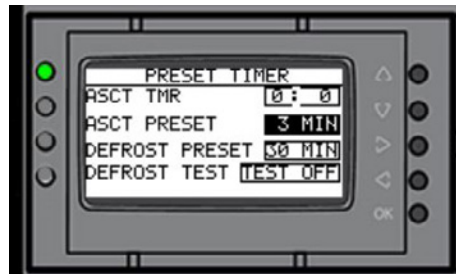 PRESET TIMER
ASCT TMR 0: 0
ASCT PRESET 3 MIN
DEFROST PRESET 30 MIN
DEFROST TEST TEST OFF
OK